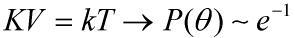 KV = kT → P(θ) ~ e⁻¹